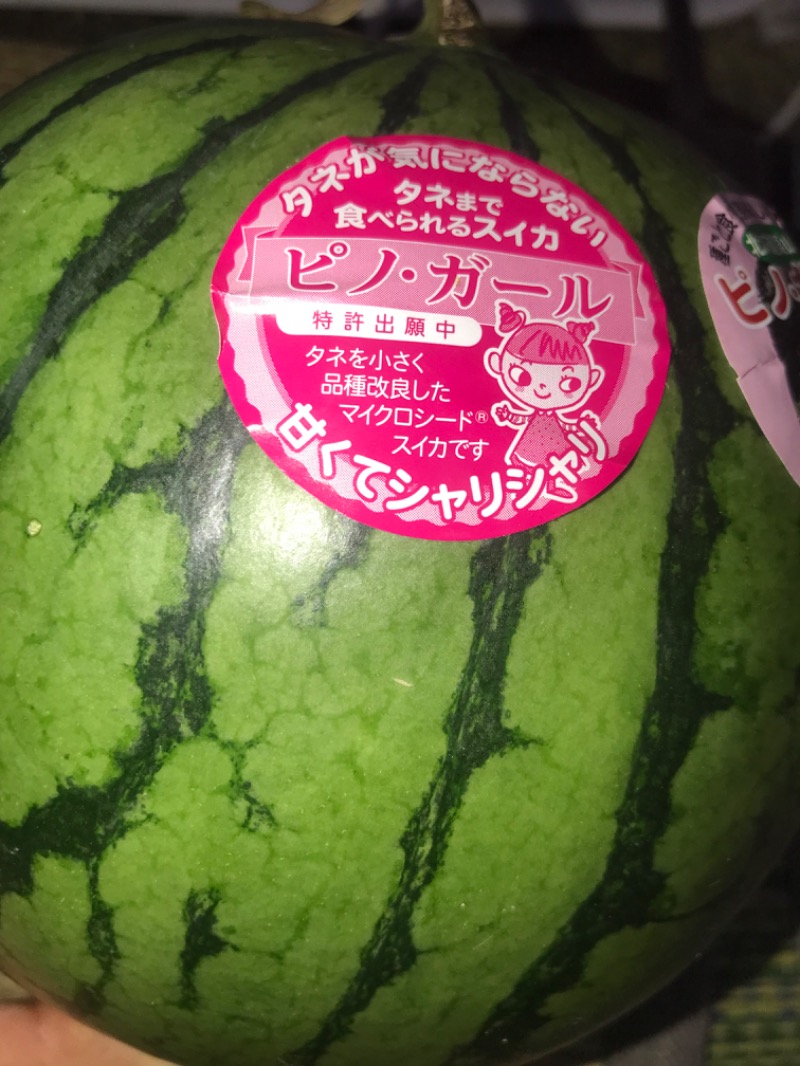 タネが気にならない
タネまで
食べられるスイカ
ピノ・ガール
特許出願中
タネを小さく
品種改良した
マイクロシード®
スイカです
甘くてシャリシャリ
ピノ